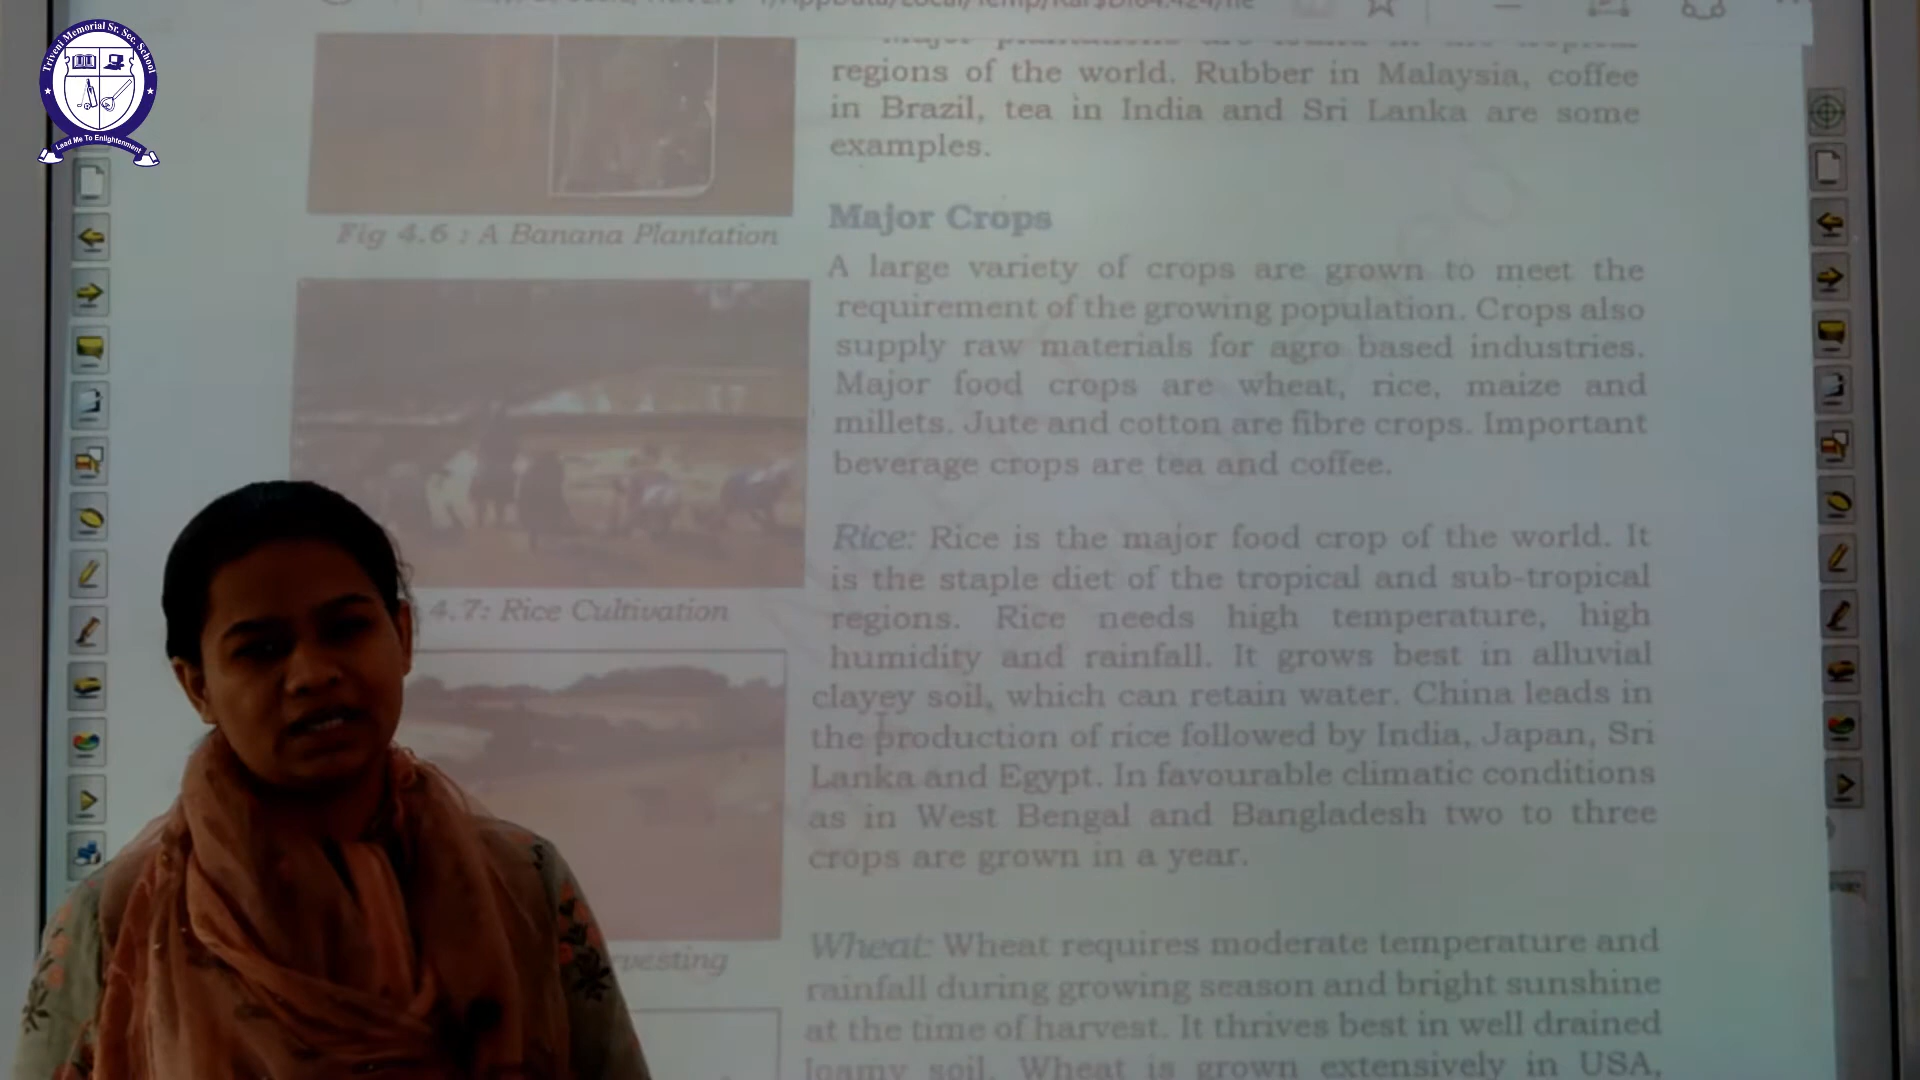 Triveni Memorial Sr. Sec. School
Lead Me To Enlightenment
regions of the world. Rubber in Malaysia, coffee
in Brazil, tea in India and Sri Lanka are some
examples.
Fig 4.6 : A Banana Plantation
Major Crops
A large variety of crops are grown to meet the
requirement of the growing population. Crops also
supply raw materials for agro based industries.
Major food crops are wheat, rice, maize and
millets. Jute and cotton are fibre crops. Important
beverage crops are tea and coffee.
4.7: Rice Cultivation
Rice: Rice is the major food crop of the world. It
is the staple diet of the tropical and sub-tropical
regions. Rice needs high temperature, high
humidity and rainfall. It grows best in alluvial
clayey soil, which can retain water. China leads in
the production of rice followed by India, Japan, Sri
Lanka and Egypt. In favourable climatic conditions
as in West Bengal and Bangladesh two to three
crops are grown in a year.
rvesting
Wheat: Wheat requires moderate temperature and
rainfall during growing season and bright sunshine
at the time of harvest. It thrives best in well drained
loamy soil. Wheat is grown extensively in USA,